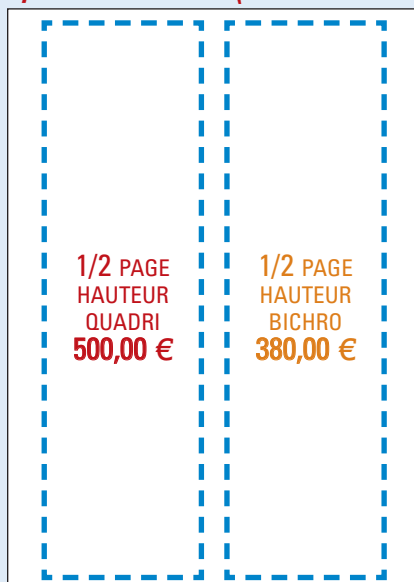 1/2 PAGE
HAUTEUR
QUADRI
500,00 €
1/2 PAGE
HAUTEUR
BICHRO
380,00 €